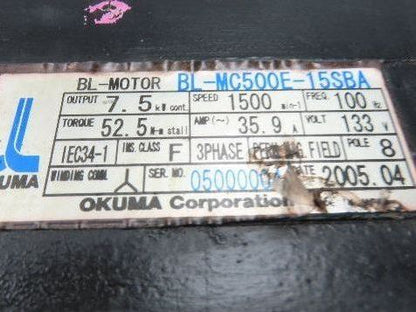 BL-MOTOR BL-MC500E-15SBA
OUTPUT 7.5 kW cont. SPEED 1500 min-1 FREQ. 100 Hz
TORQUE 52.5 N-m stall AMP(~) 35.9 A VOLT 133 V
IEC34-1 INS. CLASS F 3PHASE FIELD POLE 8
OKUMA WINDING CONN. SER. NO. DATE 2005.04
OKUMA Corporation